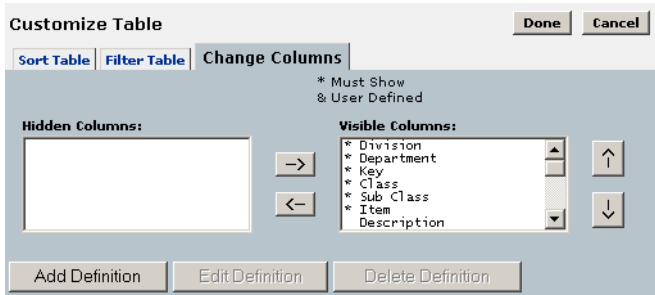 Customize Table
Done Cancel
Sort Table Filter Table Change Columns
* Must Show
& User Defined
Hidden Columns: Visible Columns:
* Division
* Department
* Key
* Class
* Sub Class
* Item
Description
-> 
<-
Add Definition Edit Definition Delete Definition